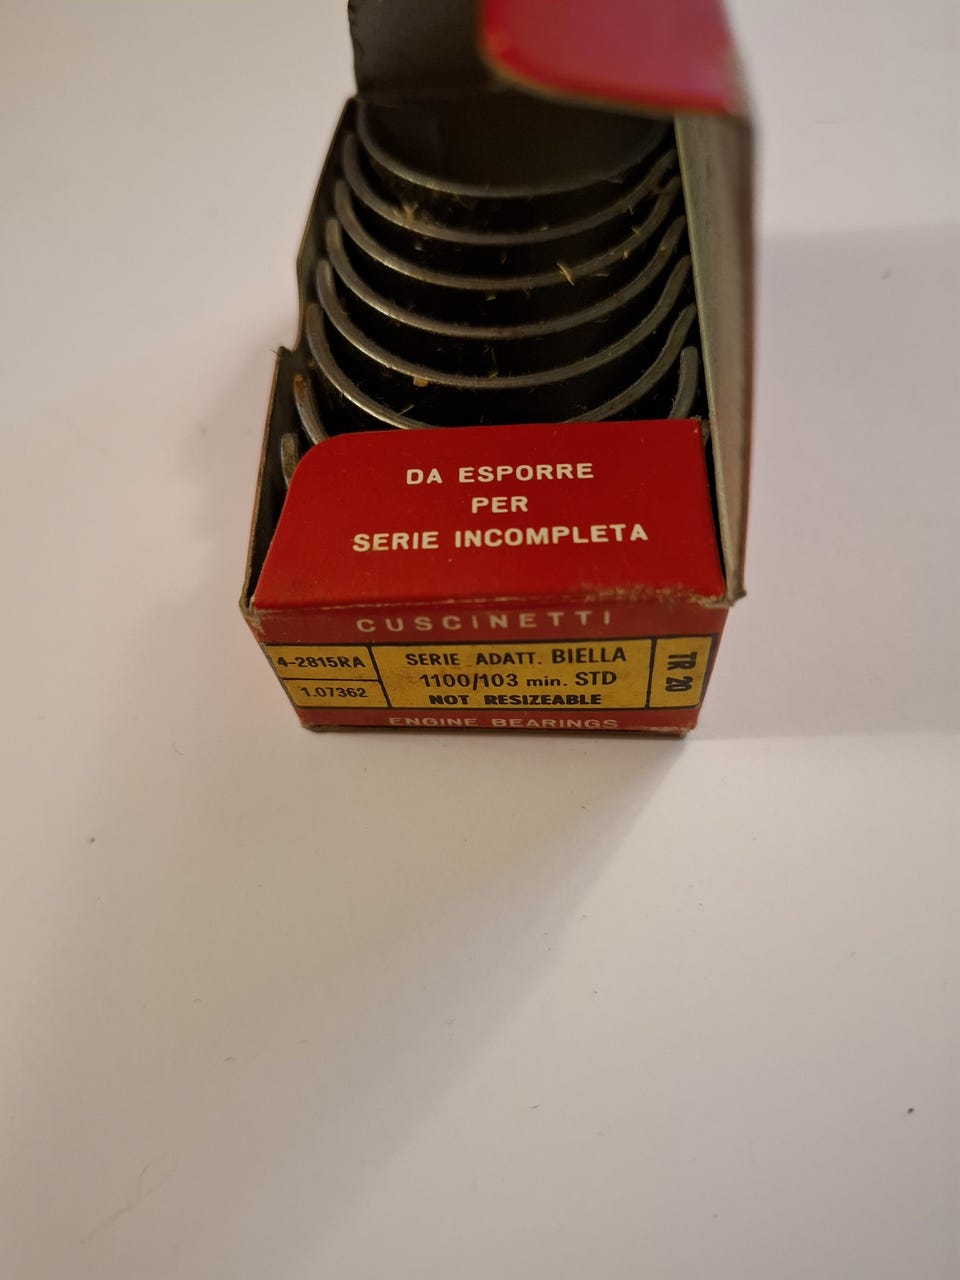 DA ESPORRE
PER
SERIE INCOMPLETA
CUSCINETTI
4-2815RA
1.07362
SERIE ADATT. BIELLA
1100/103 min. STD
NOT RESIZEABLE
TR 20
ENGINE BEARINGS